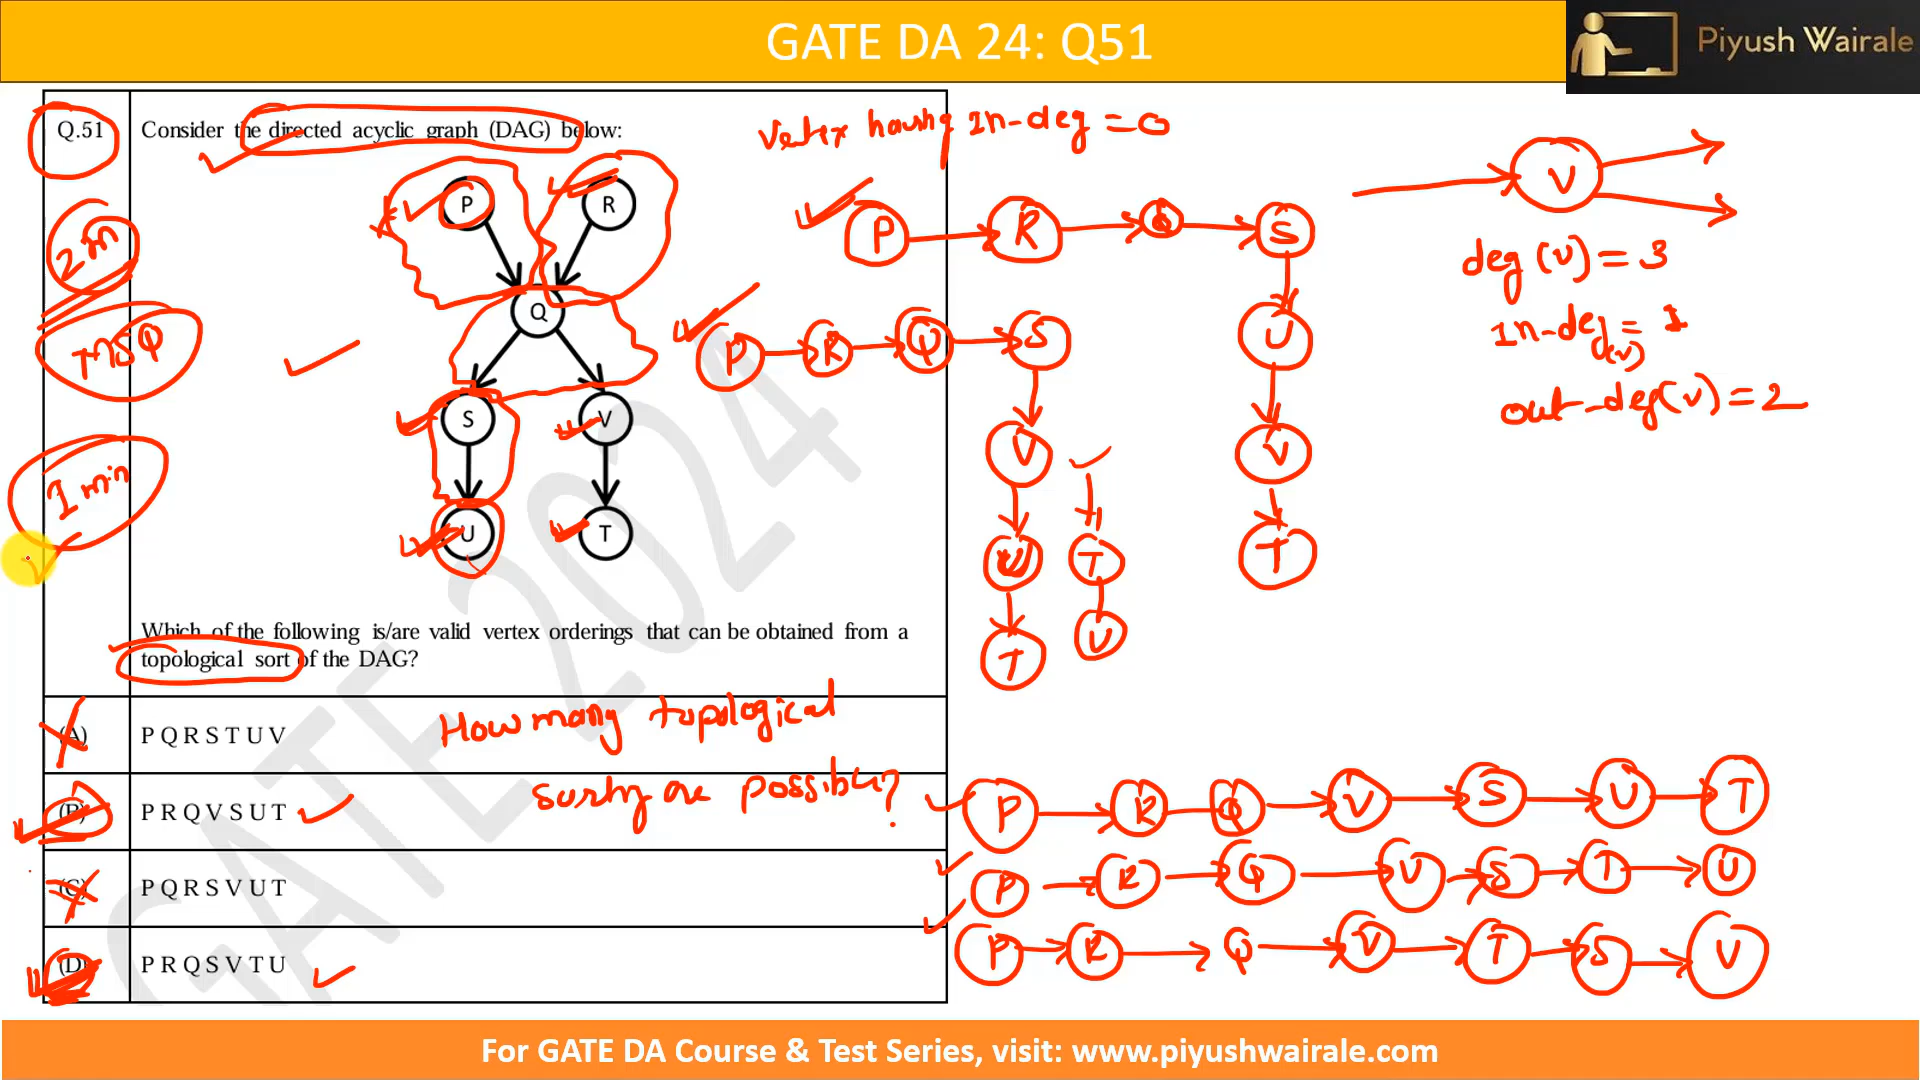 GATE DA 24: Q51
Piyush Wairale
Q.51
Consider the directed acyclic graph (DAG) below:
Vertex having In-deg = 0
2m
MSQ
1 min
P
R
Q
S
V
U
T
P R Q S U V T
P R Q S V U T
T U
V
deg(v) = 3
In-deg(v) = 1
out-deg(v) = 2
Which of the following is/are valid vertex orderings that can be obtained from a
topological sort of the DAG?
(A) P Q R S T U V
How many topological
(B) P R Q V S U T
are possible?
(C) P Q R S V U T
(D) P R Q S V T U
P R Q V S U T
P R Q V S T U
P R Q V T S V
GATE 2024
For GATE DA Course & Test Series, visit: www.piyushwairale.com